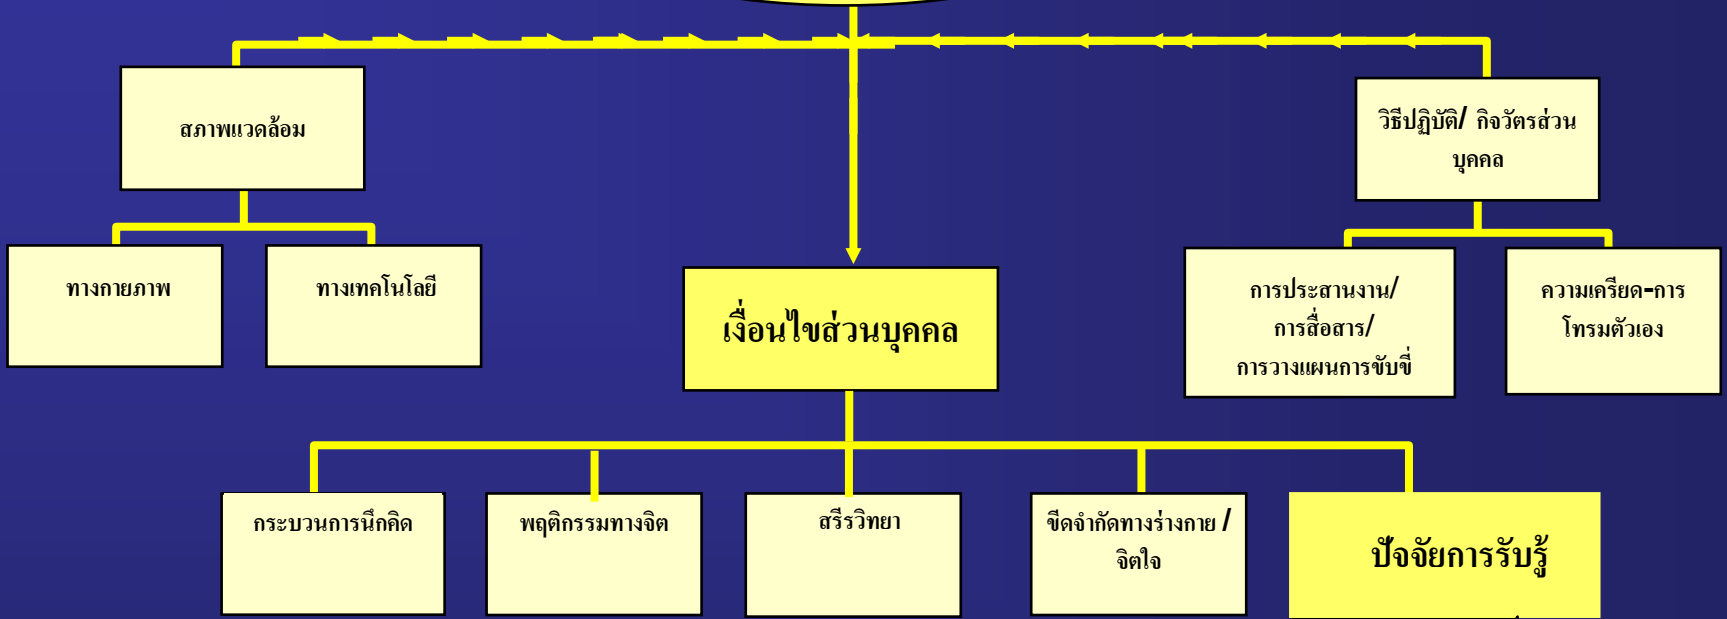 สภาพแวดล้อม
วิธีปฏิบัติ/ กิจวัตรส่วน
บุคคล
ทางกายภาพ
ทางเทคโนโลยี
เงื่อนไขส่วนบุคคล
การประสานงาน/
การสื่อสาร/
การวางแผนการขับขี่
ความเครียด-การ
โทรมตัวเอง
กระบวนการนึกคิด
พฤติกรรมทางจิต
สรีรวิทยา
ขีดจำกัดทางร่างกาย /
จิตใจ
ปัจจัยการรับรู้